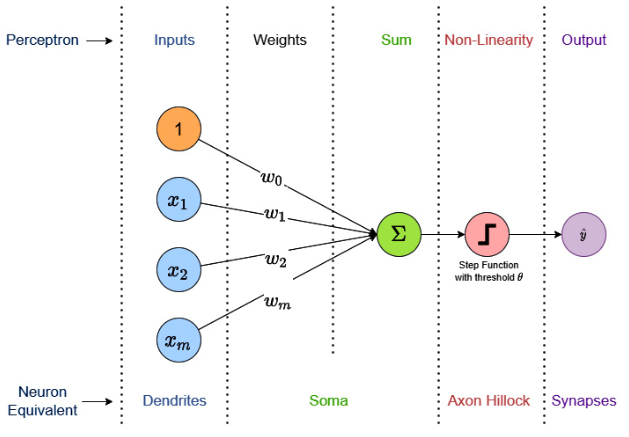 Perceptron Inputs Weights Sum Non-Linearity Output
1
w₀
x₁
w₁
x₂
w₂
xₘ
wₘ
Σ
ŷ
Step Function
with threshold θ
Neuron
Equivalent
Dendrites Soma Axon Hillock Synapses